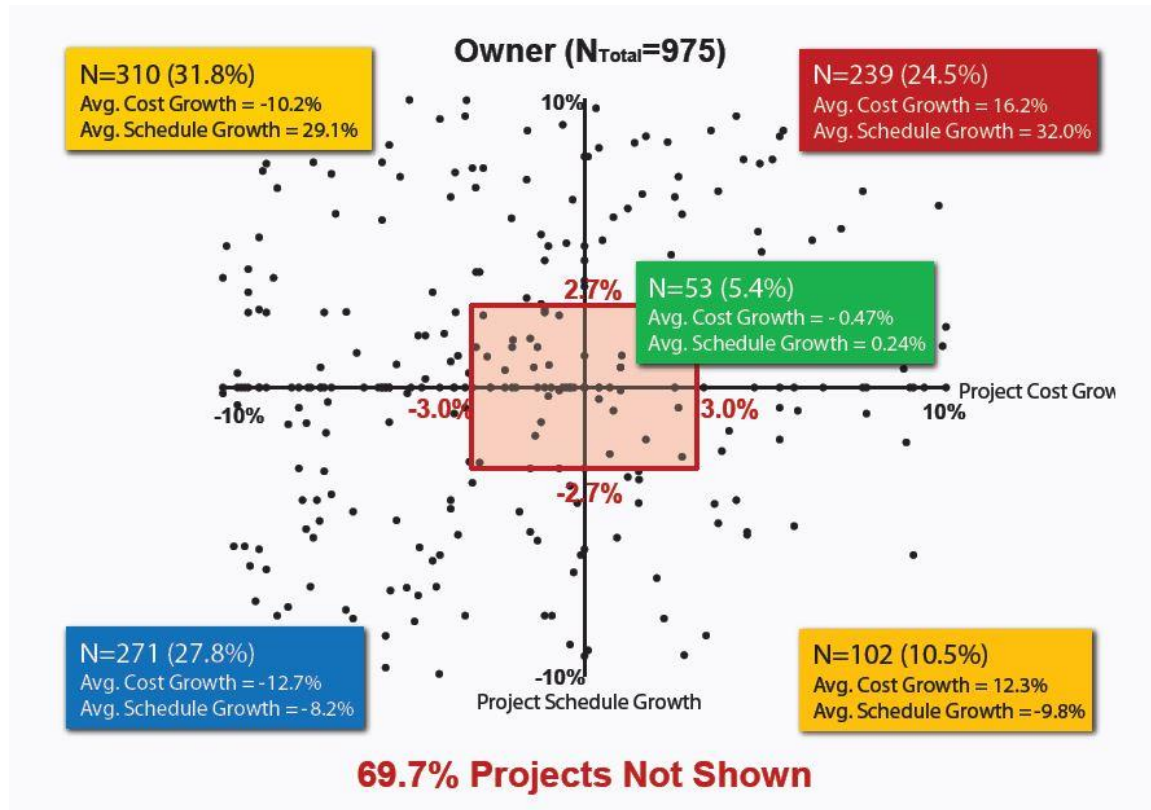 Owner (NTotal=975)
N=310 (31.8%)
Avg. Cost Growth = -10.2%
Avg. Schedule Growth = 29.1%
N=239 (24.5%)
Avg. Cost Growth = 16.2%
Avg. Schedule Growth = 32.0%
10%
2.7%
N=53 (5.4%)
Avg. Cost Growth = - 0.47%
Avg. Schedule Growth = 0.24%
-10%
-3.0%
3.0%
10%
Project Cost Grow
-2.7%
N=271 (27.8%)
Avg. Cost Growth = -12.7%
Avg. Schedule Growth = -8.2%
-10%
Project Schedule Growth
N=102 (10.5%)
Avg. Cost Growth = 12.3%
Avg. Schedule Growth =-9.8%
69.7% Projects Not Shown